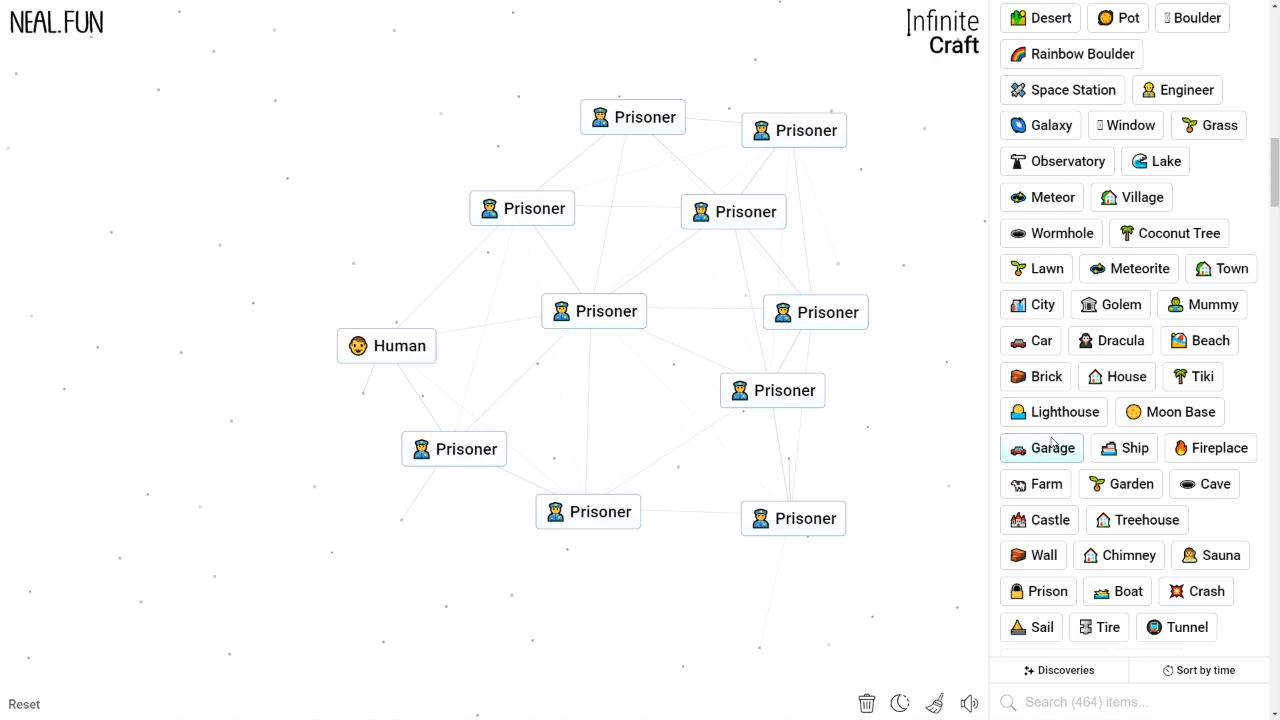 NEAL.FUN
Infinite
Craft
Prisoner
Prisoner
Prisoner
Prisoner
Prisoner
Prisoner
Human
Prisoner
Prisoner
Prisoner
Prisoner
Reset
Desert Pot Boulder
Rainbow Boulder
Space Station Engineer
Galaxy Window Grass
Observatory Lake
Meteor Village
Wormhole Coconut Tree
Lawn Meteorite Town
City Golem Mummy
Car Dracula Beach
Brick House Tiki
Lighthouse Moon Base
Garage Ship Fireplace
Farm Garden Cave
Castle Treehouse
Wall Chimney Sauna
Prison Boat Crash
Sail Tire Tunnel
Discoveries Sort by time
Search (464) items...